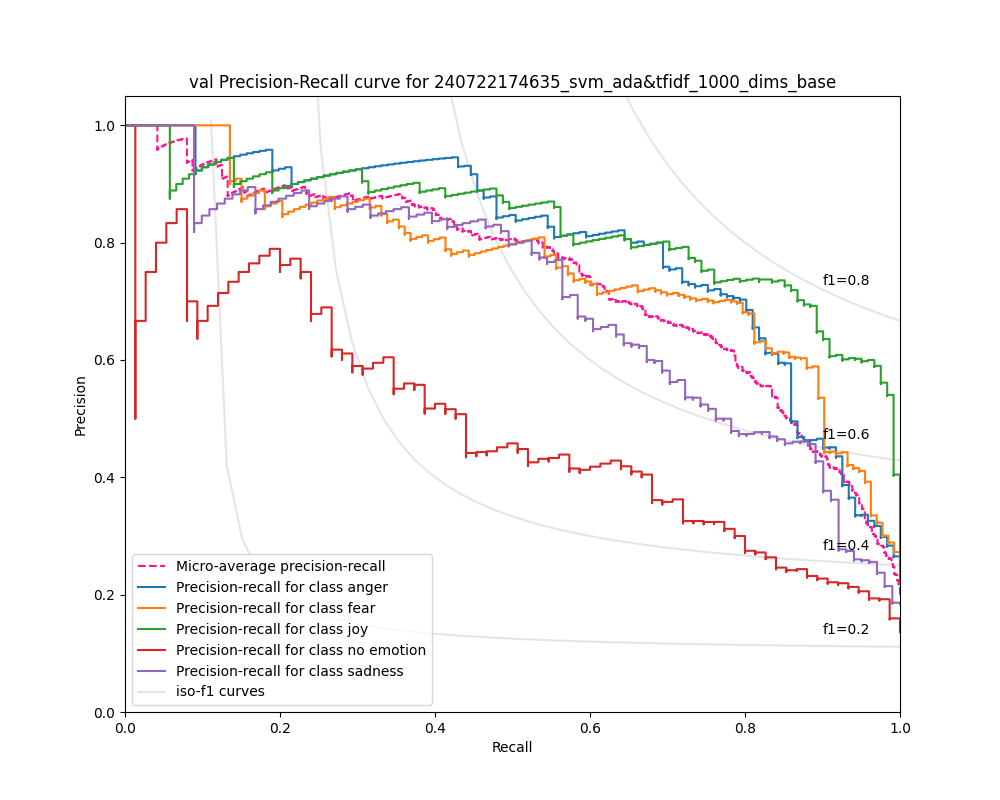 val Precision-Recall curve for 240722174635_svm_ada&tfidf_1000_dims_base
1.0
0.8
0.6
0.4
0.2
0.0
Precision
f1=0.8
f1=0.6
f1=0.4
f1=0.2
Micro-average precision-recall
Precision-recall for class anger
Precision-recall for class fear
Precision-recall for class joy
Precision-recall for class no emotion
Precision-recall for class sadness
iso-f1 curves
0.0 0.2 0.4 0.6 0.8 1.0
Recall